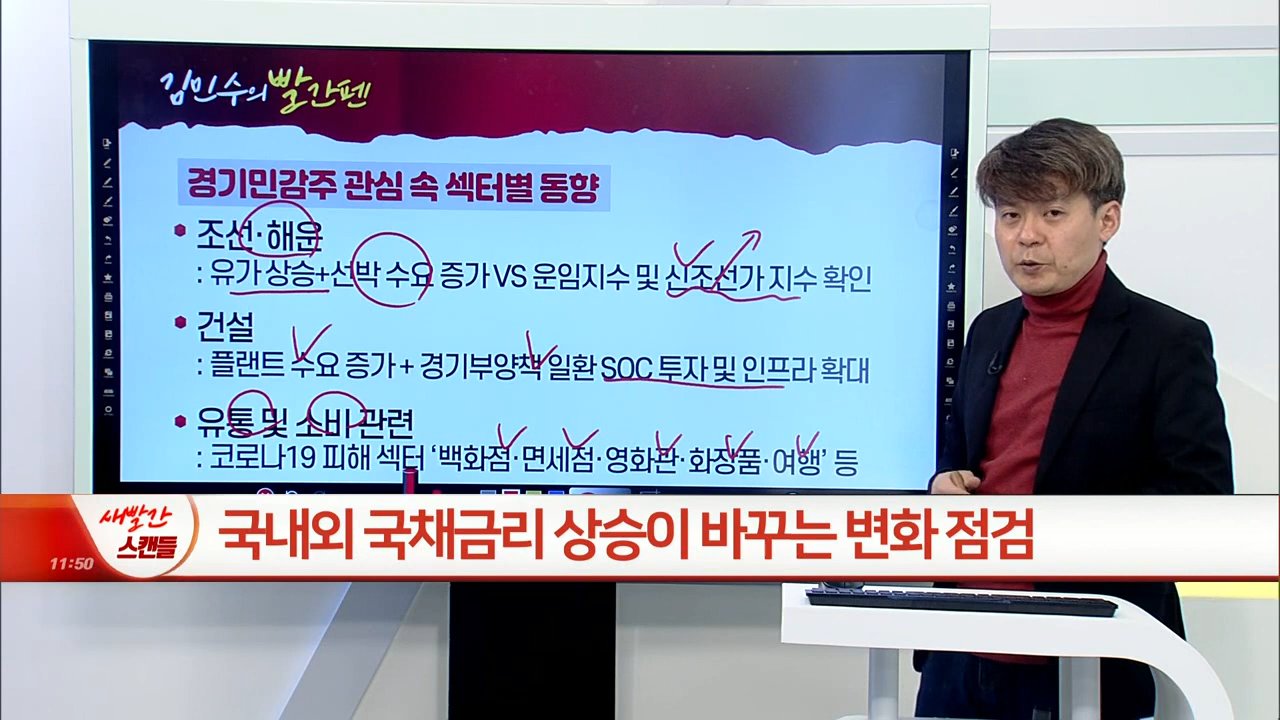 김민수의 빨간펜
경기민감주 관심 속 섹터별 동향
• 조선·해운
: 유가 상승+선박 수요 증가 VS 운임지수 및 신조선가 지수 확인
• 건설
: 플랜트 수요 증가 + 경기부양책 일환 SOC 투자 및 인프라 확대
• 유통 및 소비 관련
: 코로나19 피해 섹터 ‘백화점·면세점·영화관·화장품·여행’ 등
새빨간
스캔들
11:50
국내외 국채금리 상승이 바꾸는 변화 점검